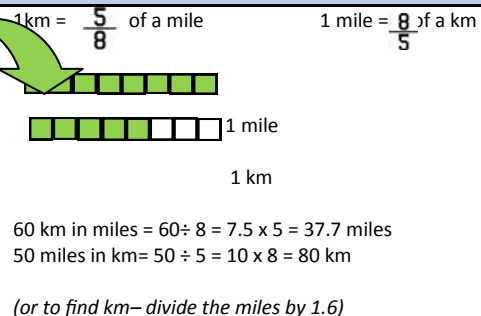 1km = 5/8 of a mile 1 mile = 8/5 of a km
1 mile
1 km
60 km in miles = 60÷ 8 = 7.5 x 5 = 37.7 miles
50 miles in km= 50 ÷ 5 = 10 x 8 = 80 km
(or to find km– divide the miles by 1.6)